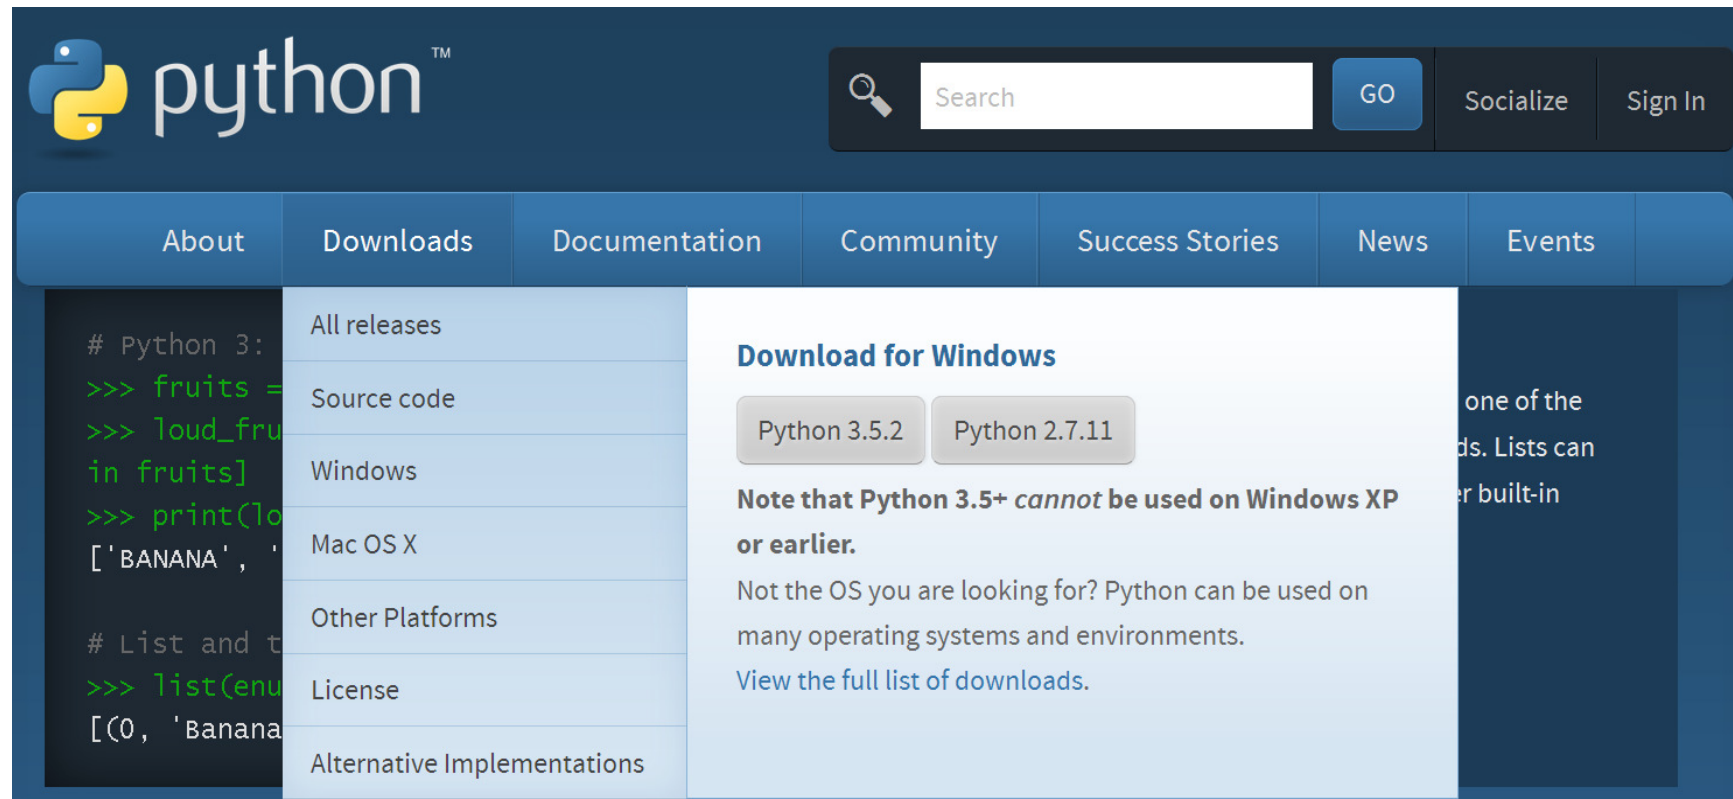 python™
Search
GO
Socialize
Sign In
About
Downloads
Documentation
Community
Success Stories
News
Events
# Python 3:
>>> fruits =
>>> loud_fru
in fruits]
>>> print(lo
['BANANA', '
# List and t
>>> list(enu
[(0, 'Banana
All releases
Source code
Windows
Mac OS X
Other Platforms
License
Alternative Implementations
Download for Windows
Python 3.5.2
Python 2.7.11
Note that Python 3.5+ cannot be used on Windows XP
or earlier.
Not the OS you are looking for? Python can be used on
many operating systems and environments.
View the full list of downloads.
one of the
ds. Lists can
r built-in